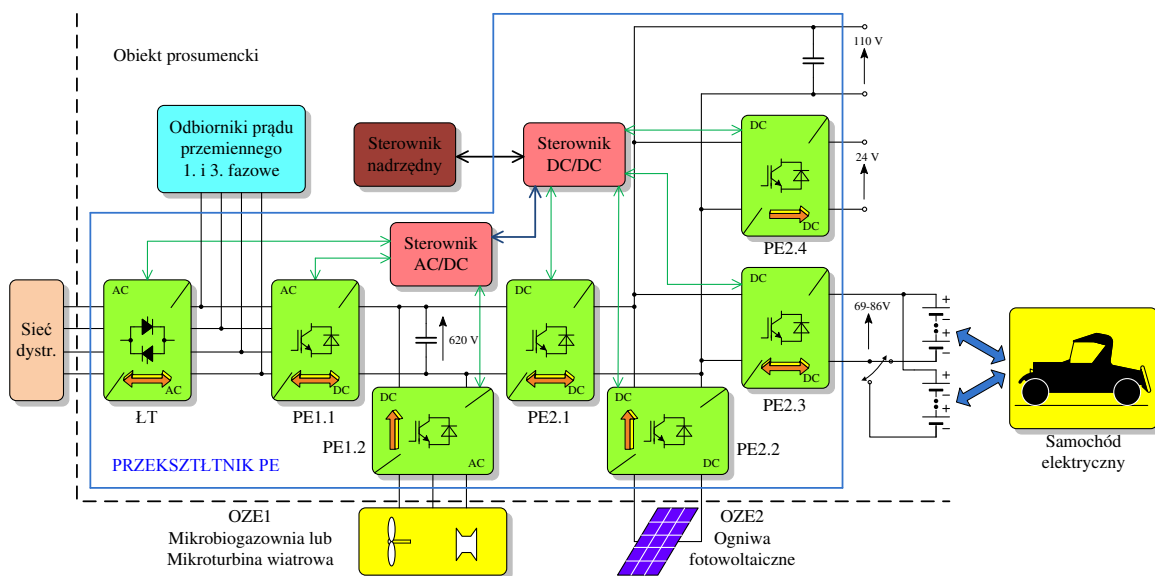 Obiekt prosumencki
110 V
Odbiorniki prądu
przemiennego
1. i 3. fazowe
Sterownik
nadrzędny
Sterownik
DC/DC
DC
24 V
DC
PE2.4
Sterownik
AC/DC
Sieć
dystr.
AC
AC
ŁT
AC
DC
PE1.1
620 V
DC
DC
PE2.1
DC
DC
PE2.3
69-86V
+
−
+
−
+
−
+
−
Samochód
elektryczny
PE1.2
DC
AC
DC
DC
PE2.2
PRZEKSZTŁTNIK PE
OZE1
Mikrobiogazownia lub
Mikroturbina wiatrowa
OZE2
Ogniwa
fotowoltaiczne